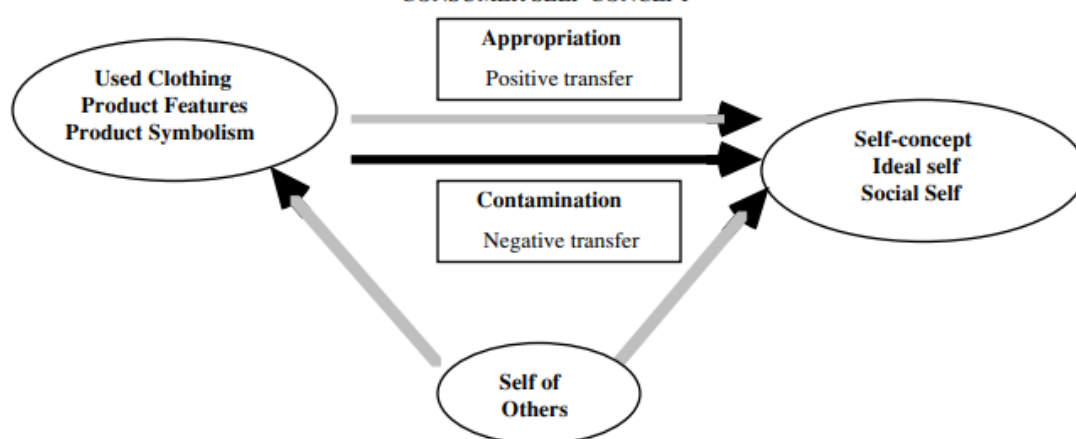 Appropriation
Positive transfer
Used Clothing
Product Features
Product Symbolism
Self-concept
Ideal self
Social Self
Contamination
Negative transfer
Self of
Others